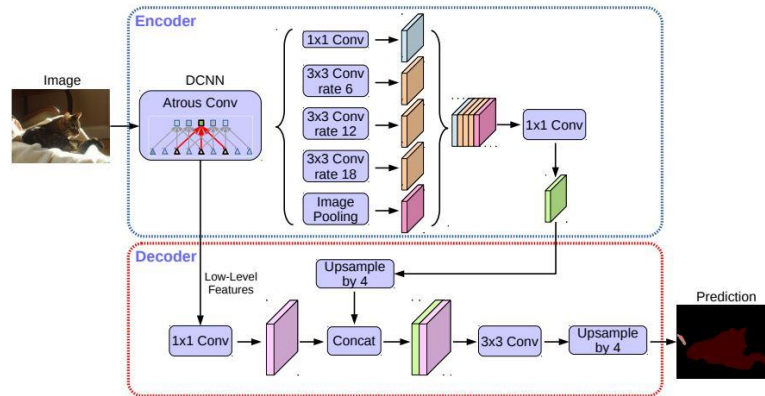 Encoder
Image
DCNN
Atrous Conv
1x1 Conv
3x3 Conv
rate 6
3x3 Conv
rate 12
3x3 Conv
rate 18
Image
Pooling
1x1 Conv
Decoder
Low-Level
Features
Upsample
by 4
1x1 Conv
Concat
3x3 Conv
Upsample
by 4
Prediction